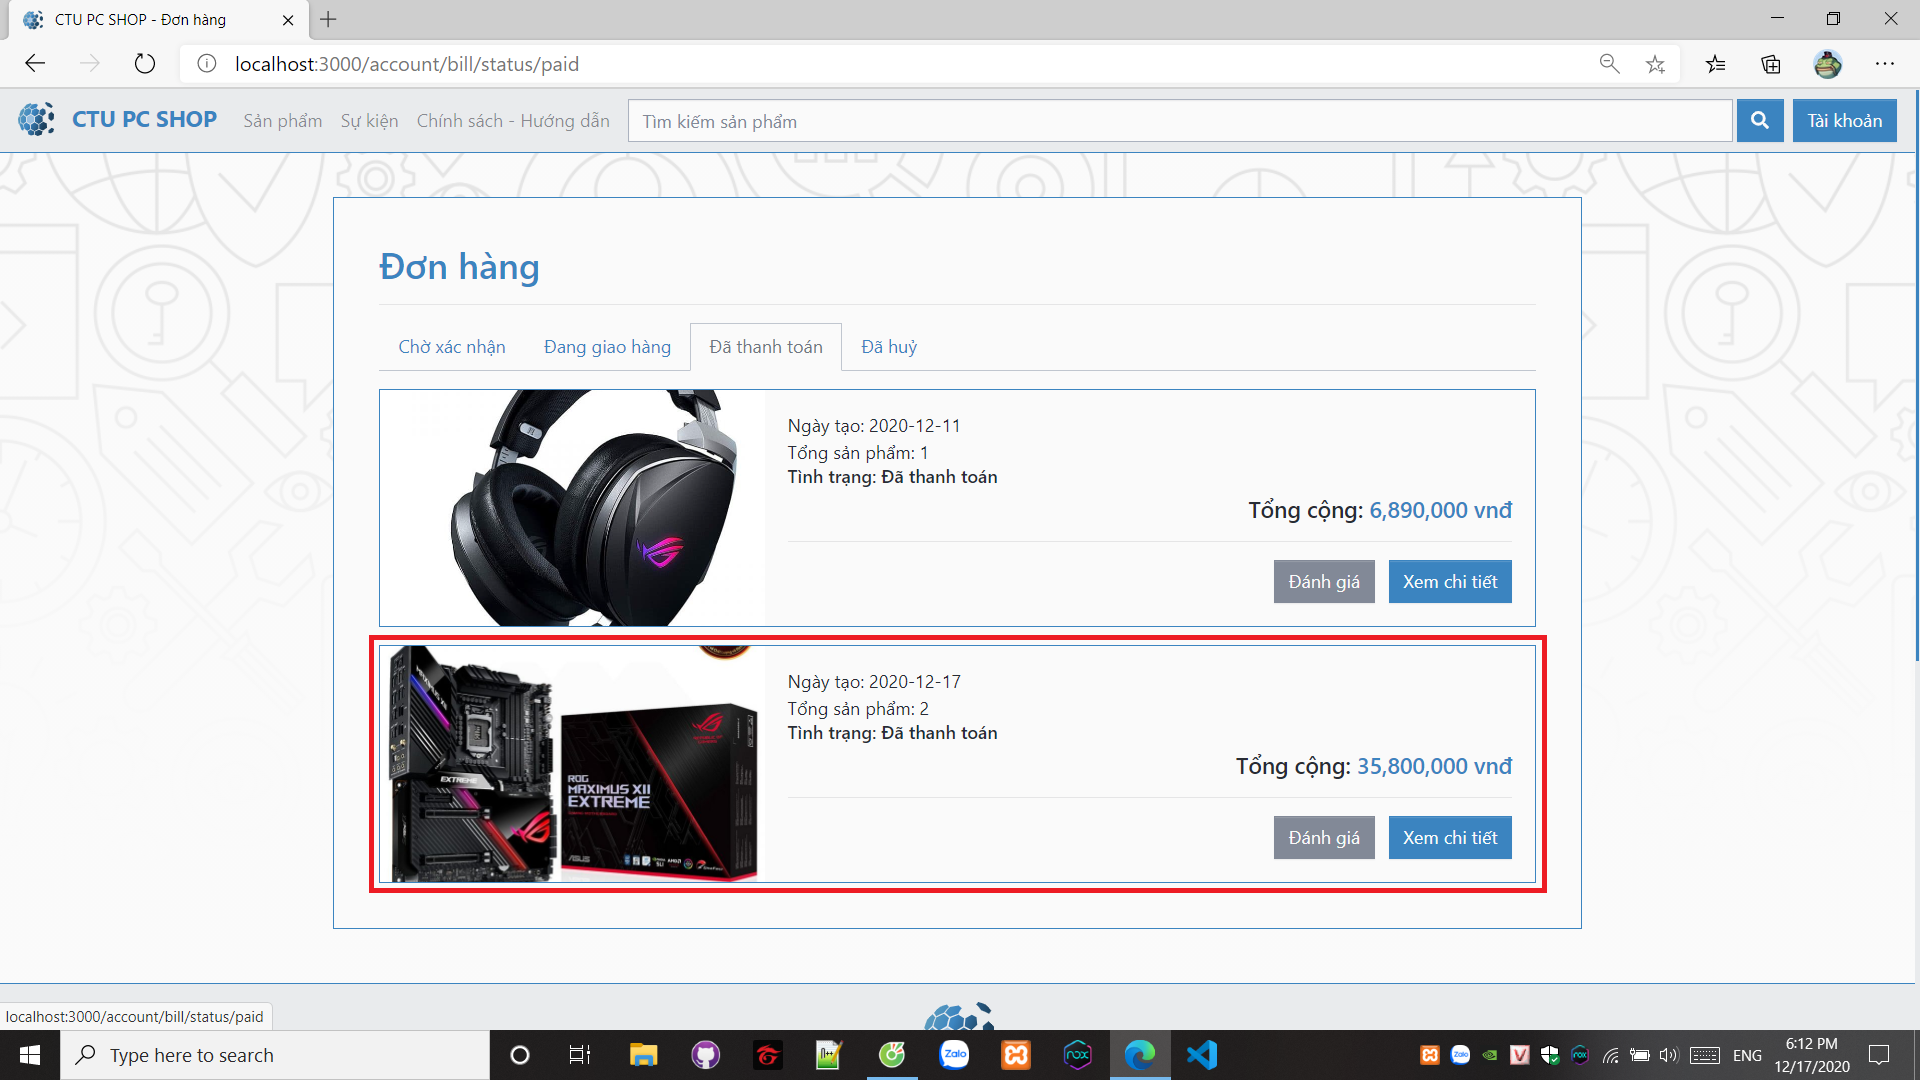 CTU PC SHOP - Đơn hàng
localhost:3000/account/bill/status/paid
CTU PC SHOP
Sản phẩm
Sự kiện
Chính sách - Hướng dẫn
Tìm kiếm sản phẩm
Tài khoản
Đơn hàng
Chờ xác nhận
Đang giao hàng
Đã thanh toán
Đã huỷ
Ngày tạo: 2020-12-11
Tổng sản phẩm: 1
Tình trạng: Đã thanh toán
Tổng cộng: 6,890,000 vnđ
Đánh giá
Xem chi tiết
EXTREME
ROG
MAXIMUS XII
EXTREME
Ngày tạo: 2020-12-17
Tổng sản phẩm: 2
Tình trạng: Đã thanh toán
Tổng cộng: 35,800,000 vnđ
Đánh giá
Xem chi tiết
localhost:3000/account/bill/status/paid
Type here to search
Zalo
nox
ENG
6:12 PM
12/17/2020